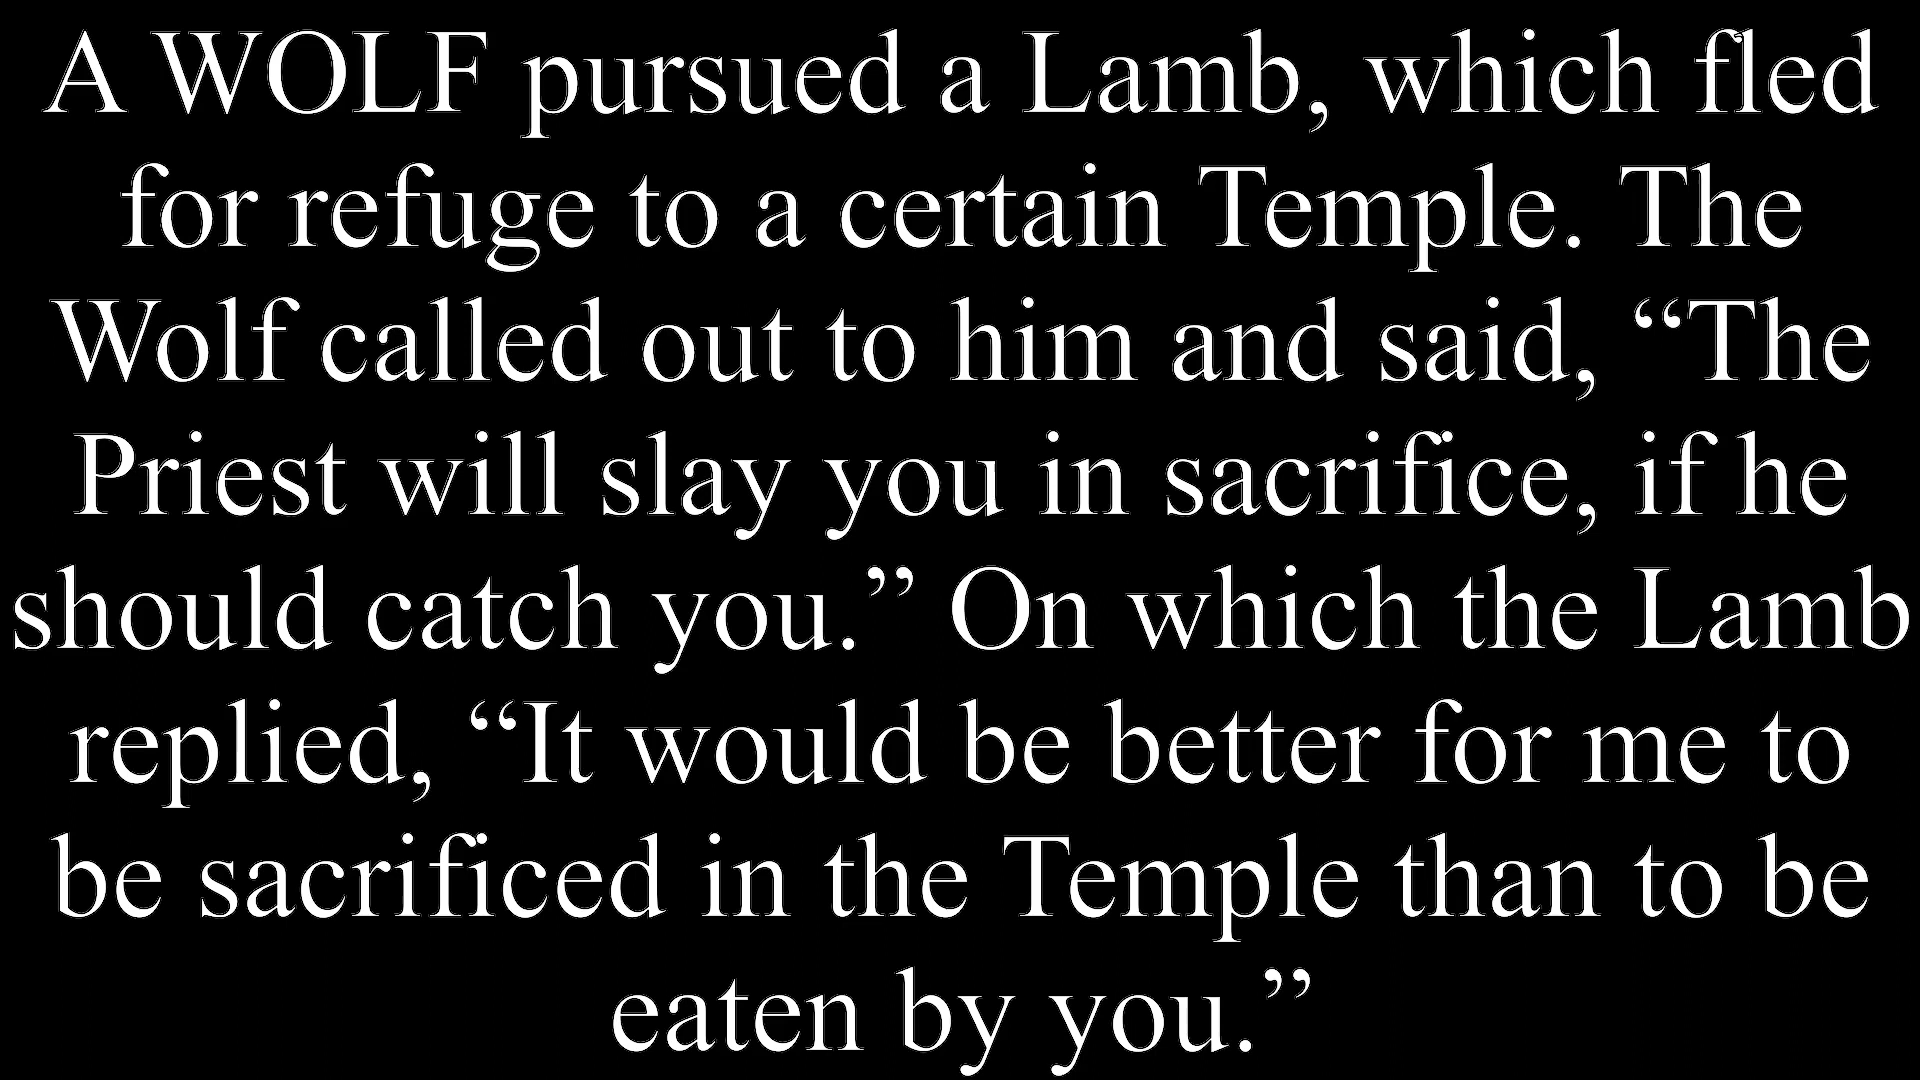 A WOLF pursued a Lamb, which fled
for refuge to a certain Temple. The
Wolf called out to him and said, “The
Priest will slay you in sacrifice, if he
should catch you.” On which the Lamb
replied, “It would be better for me to
be sacrificed in the Temple than to be
eaten by you.”